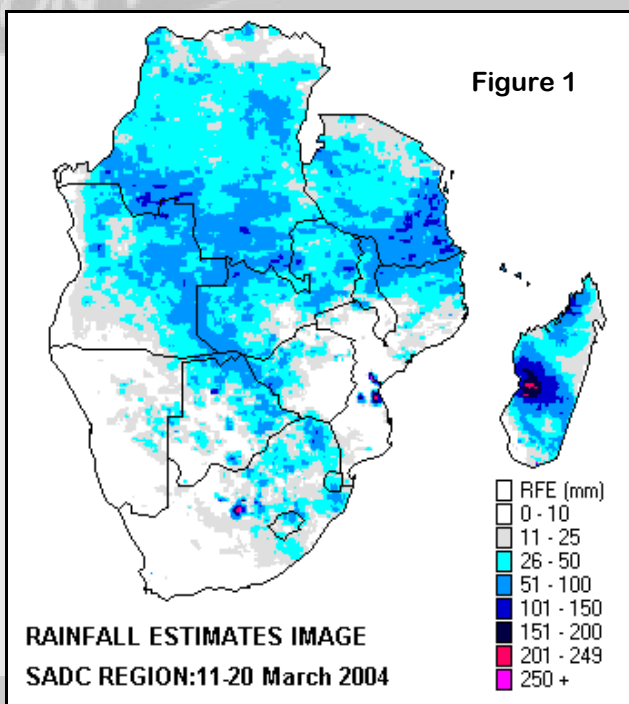 Figure 1
RFE (mm)
0 - 10
11 - 25
26 - 50
51 - 100
101 - 150
151 - 200
201 - 249
250 +
RAINFALL ESTIMATES IMAGE
SADC REGION:11-20 March 2004